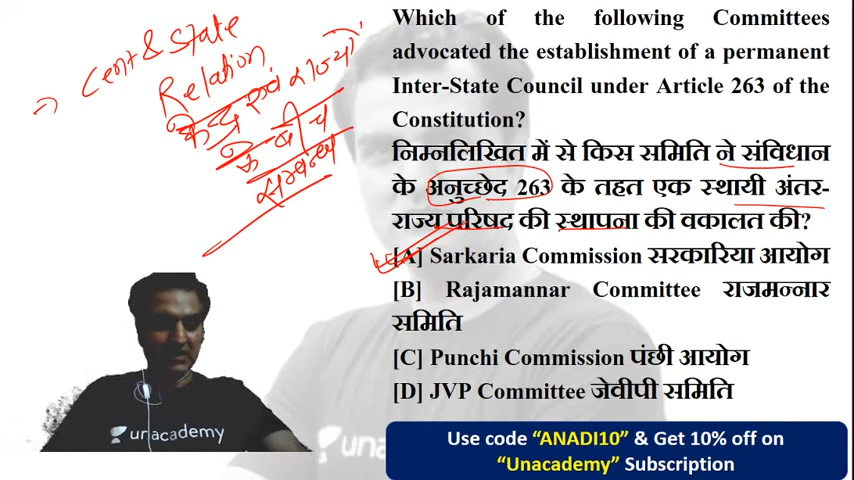 Cent & State
Relation
केन्द्र एवं राज्यों
के बीच
सम्बन्ध
Which of the following Committees
advocated the establishment of a permanent
Inter-State Council under Article 263 of the
Constitution?
निम्नलिखित में से किस समिति ने संविधान
के अनुच्छेद 263 के तहत एक स्थायी अंतर-
राज्य परिषद की स्थापना की वकालत की?
[A] Sarkaria Commission सरकारिया आयोग
[B] Rajamannar Committee राजमन्नार
समिति
[C] Punchi Commission पंछी आयोग
[D] JVP Committee जेवीपी समिति
unacademy
una
Use code “ANADI10” & Get 10% off on
“Unacademy” Subscription